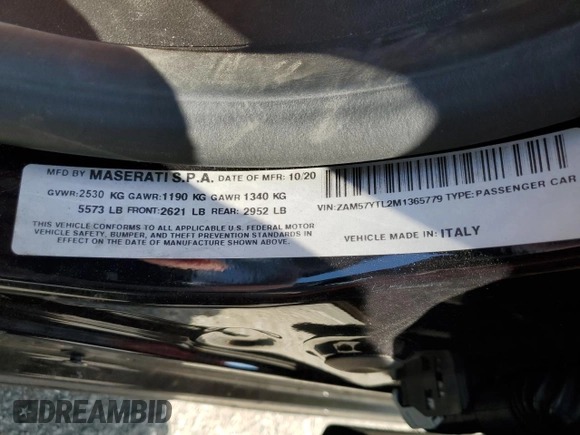 MFD BY MASERATI S.P.A. DATE OF MFR: 10/20
GVWR:2530 KG GAWR:1190 KG GAWR 1340 KG
5573 LB FRONT:2621 LB REAR: 2952 LB
THIS CONFORMS TO ALL APPLICABLE U.S. FEDERAL MOTOR
VEHICLE SAFETY, BUMPER, AND THEFT PREVENTION STANDARDS IN
EFFECT ON THE DATE OF MANUFACTURE SHOWN ABOVE.
VIN:ZAM57YTL2M1365779 TYPE:PASSENGER CAR
VEHICLE MADE IN: ITALY
DREAMBID